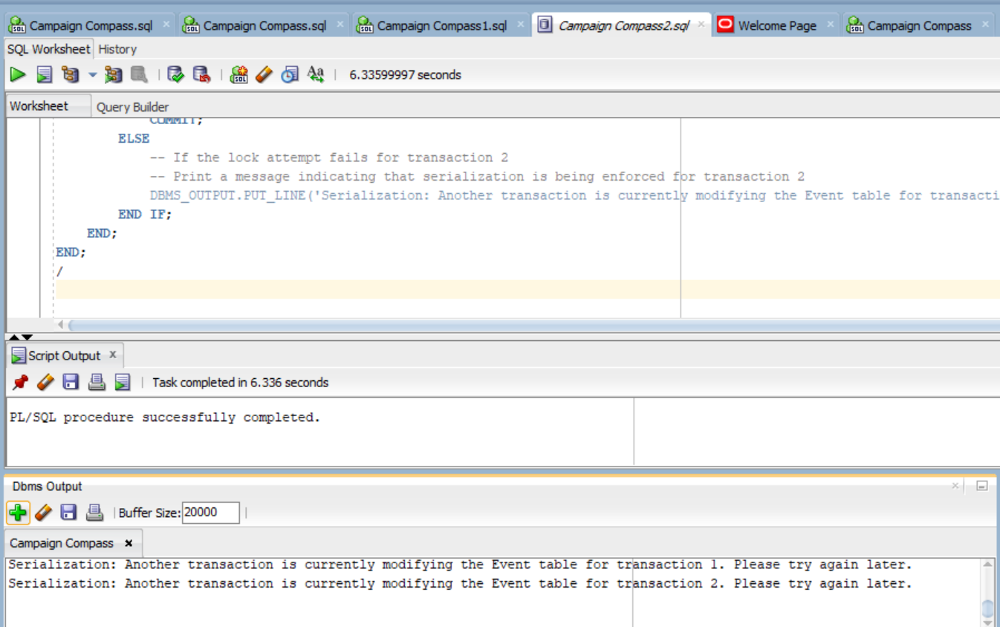 Campaign Compass.sql Campaign Compass.sql Campaign Compass1.sql Campaign Compass2.sql Welcome Page Campaign Compass
SQL Worksheet History
6.33599997 seconds
Worksheet Query Builder
COMMIT;
ELSE
-- If the lock attempt fails for transaction 2
-- Print a message indicating that serialization is being enforced for transaction 2
DBMS_OUTPUT.PUT_LINE('Serialization: Another transaction is currently modifying the Event table for transacti
END IF;
END;
END;
/
Script Output
Task completed in 6.336 seconds
PL/SQL procedure successfully completed.
Dbms Output
Buffer Size: 20000
Campaign Compass
Serialization: Another transaction is currently modifying the Event table for transaction 1. Please try again later.
Serialization: Another transaction is currently modifying the Event table for transaction 2. Please try again later.